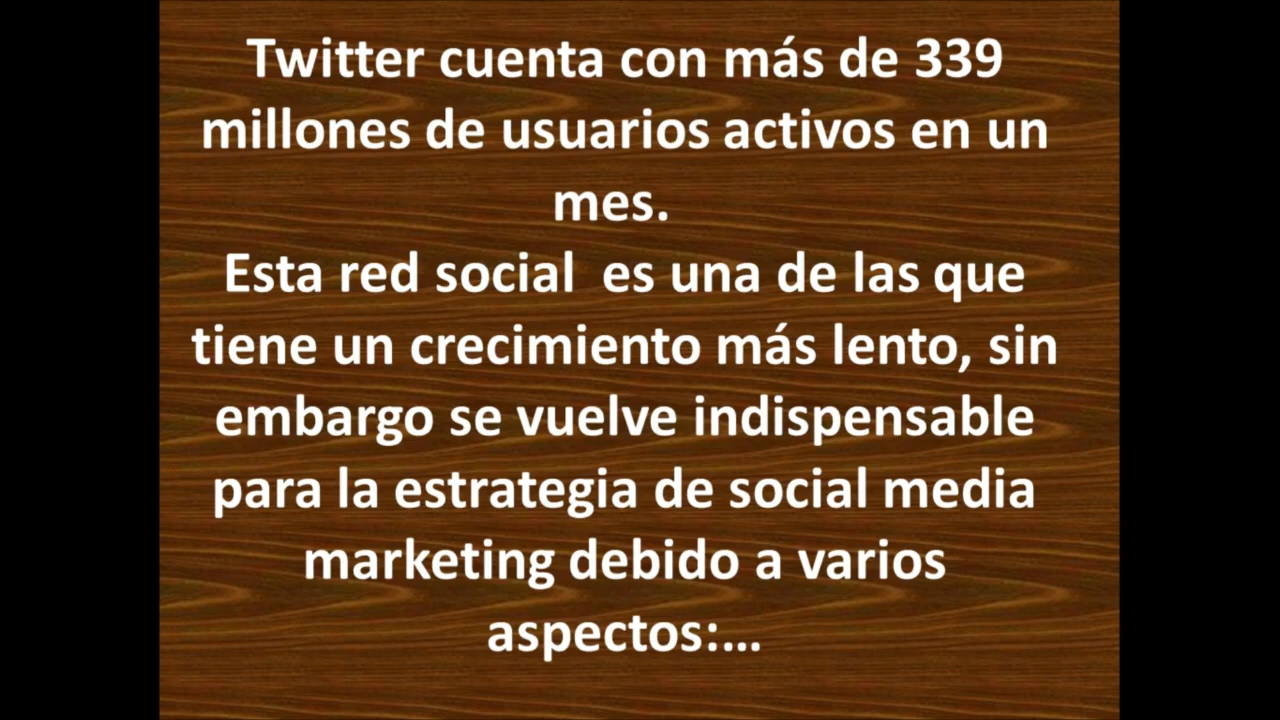 Twitter cuenta con más de 339
millones de usuarios activos en un
mes.
Esta red social  es una de las que
tiene un crecimiento más lento, sin
embargo se vuelve indispensable
para la estrategia de social media
marketing debido a varios
aspectos:...